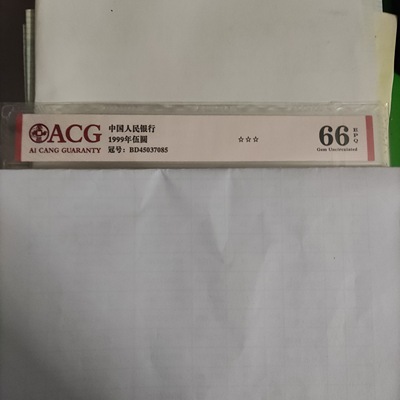 ACG
AI CANG GUARANTY
中国人民银行
1999年伍圆
冠号：BD45037085
☆☆☆
66
EPQ
Gem Uncirculated